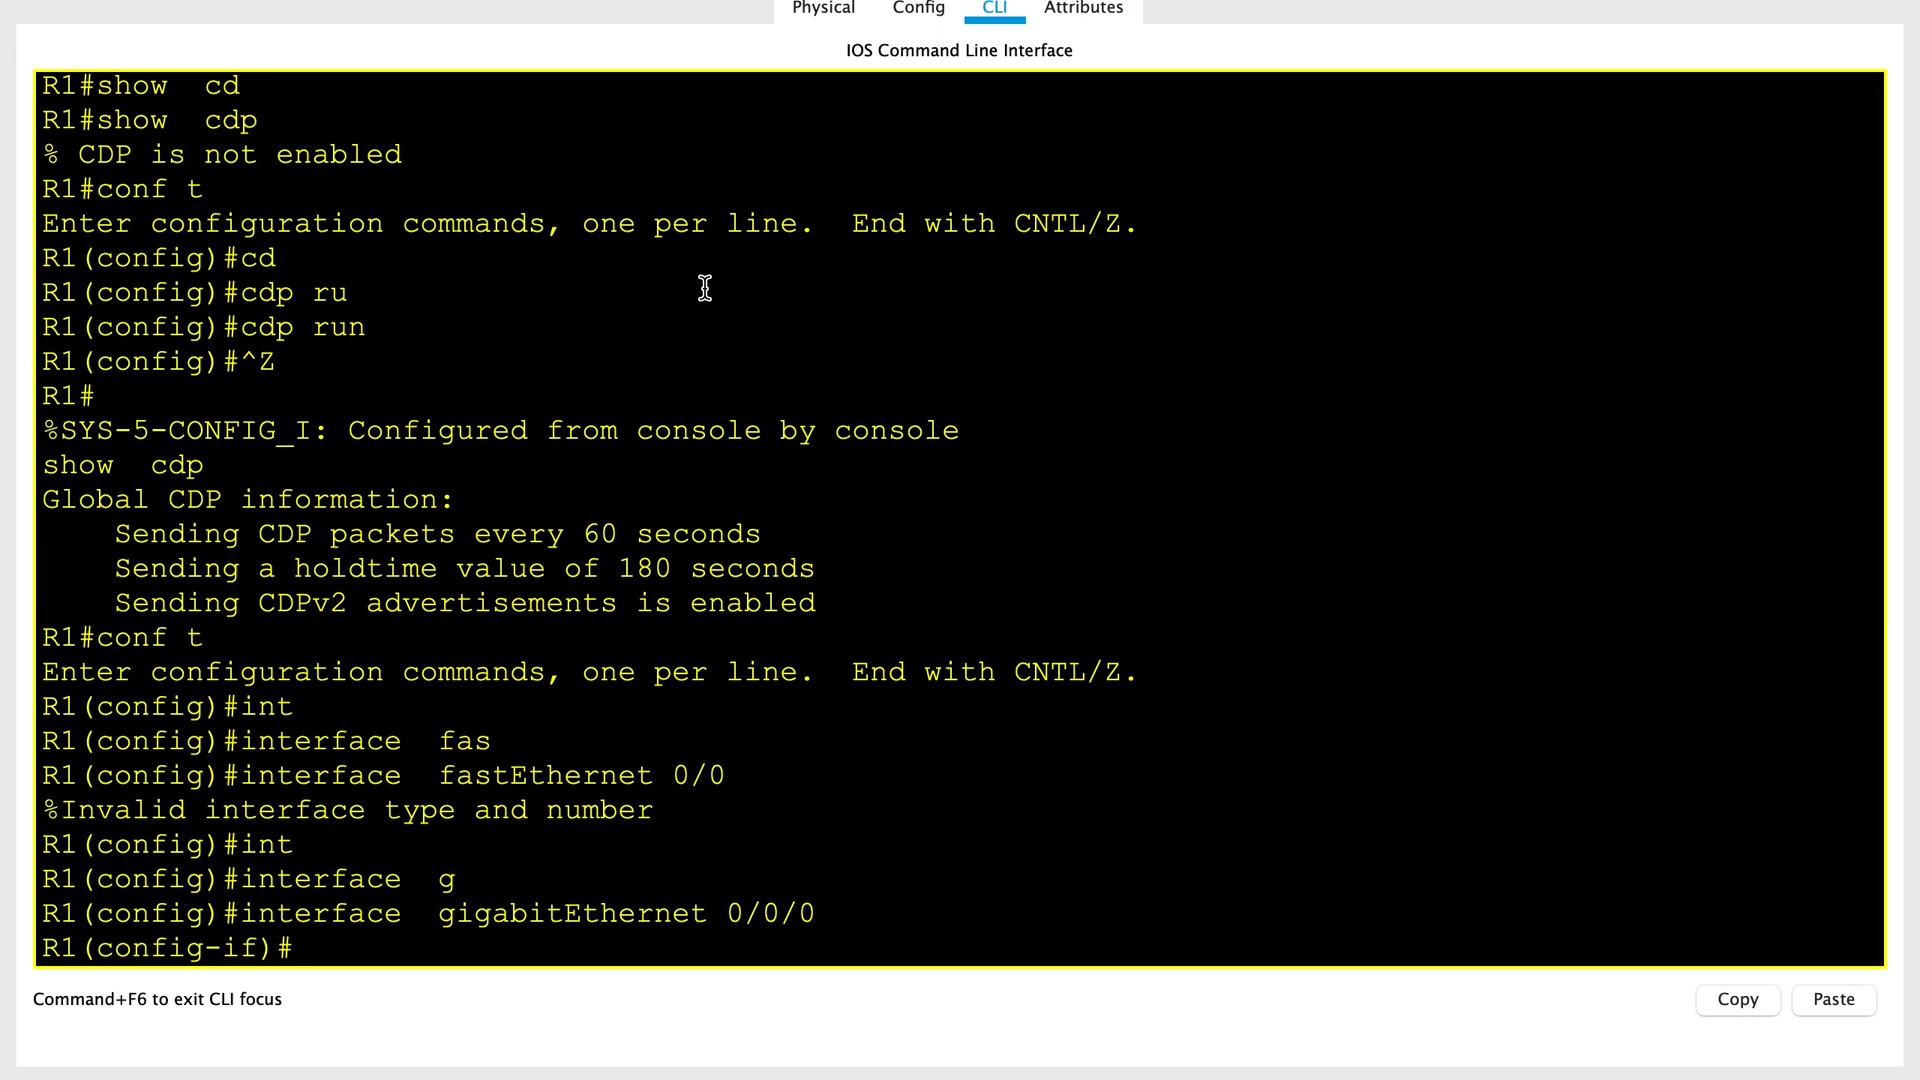 Physical Config CLI Attributes
IOS Command Line Interface
R1#show  cd
R1#show  cdp
% CDP is not enabled
R1#conf t
Enter configuration commands, one per line.  End with CNTL/Z.
R1(config)#cd
R1(config)#cdp ru
R1(config)#cdp run
R1(config)#^Z
R1#
%SYS-5-CONFIG_I: Configured from console by console
show  cdp
Global CDP information:
    Sending CDP packets every 60 seconds
    Sending a holdtime value of 180 seconds
    Sending CDPv2 advertisements is enabled
R1#conf t
Enter configuration commands, one per line.  End with CNTL/Z.
R1(config)#int
R1(config)#interface  fas
R1(config)#interface  fastEthernet 0/0
%Invalid interface type and number
R1(config)#int
R1(config)#interface  g
R1(config)#interface  gigabitEthernet 0/0/0
R1(config-if)#
Command+F6 to exit CLI focus
Copy Paste